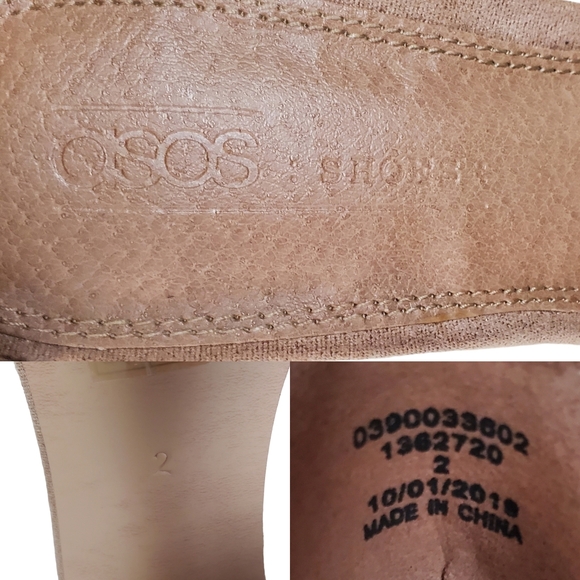 asos : SHOES :
2
0390033602
1362720
2
10/01/2018
MADE IN CHINA